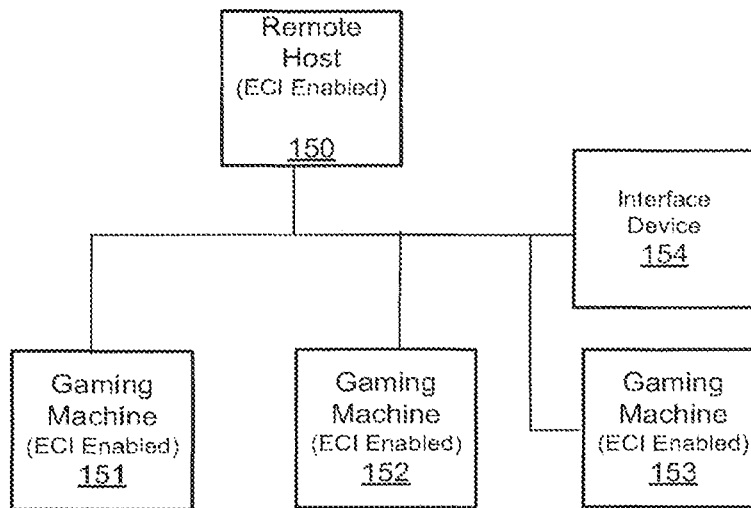 Remote
Host
(ECI Enabled)
150
Interface
Device
154
Gaming
Machine
(ECI Enabled)
151
Gaming
Machine
(ECI Enabled)
152
Gaming
Machine
(ECI Enabled)
153